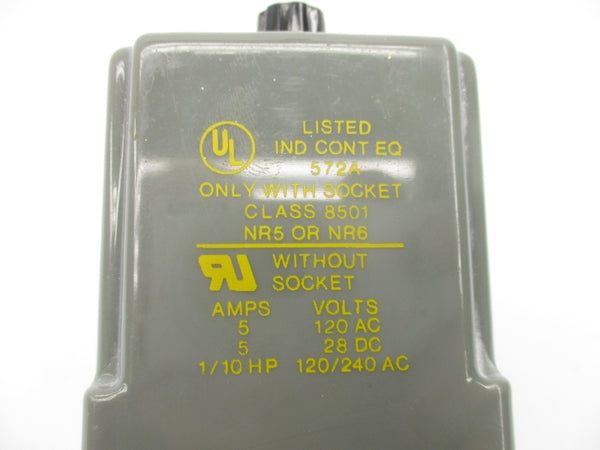 UL
LISTED
IND CONT EQ
572A
ONLY WITH SOCKET
CLASS 8501
NR5 OR NR6
RU
WITHOUT
SOCKET
AMPS VOLTS
5 120 AC
5 28 DC
1/10 HP 120/240 AC